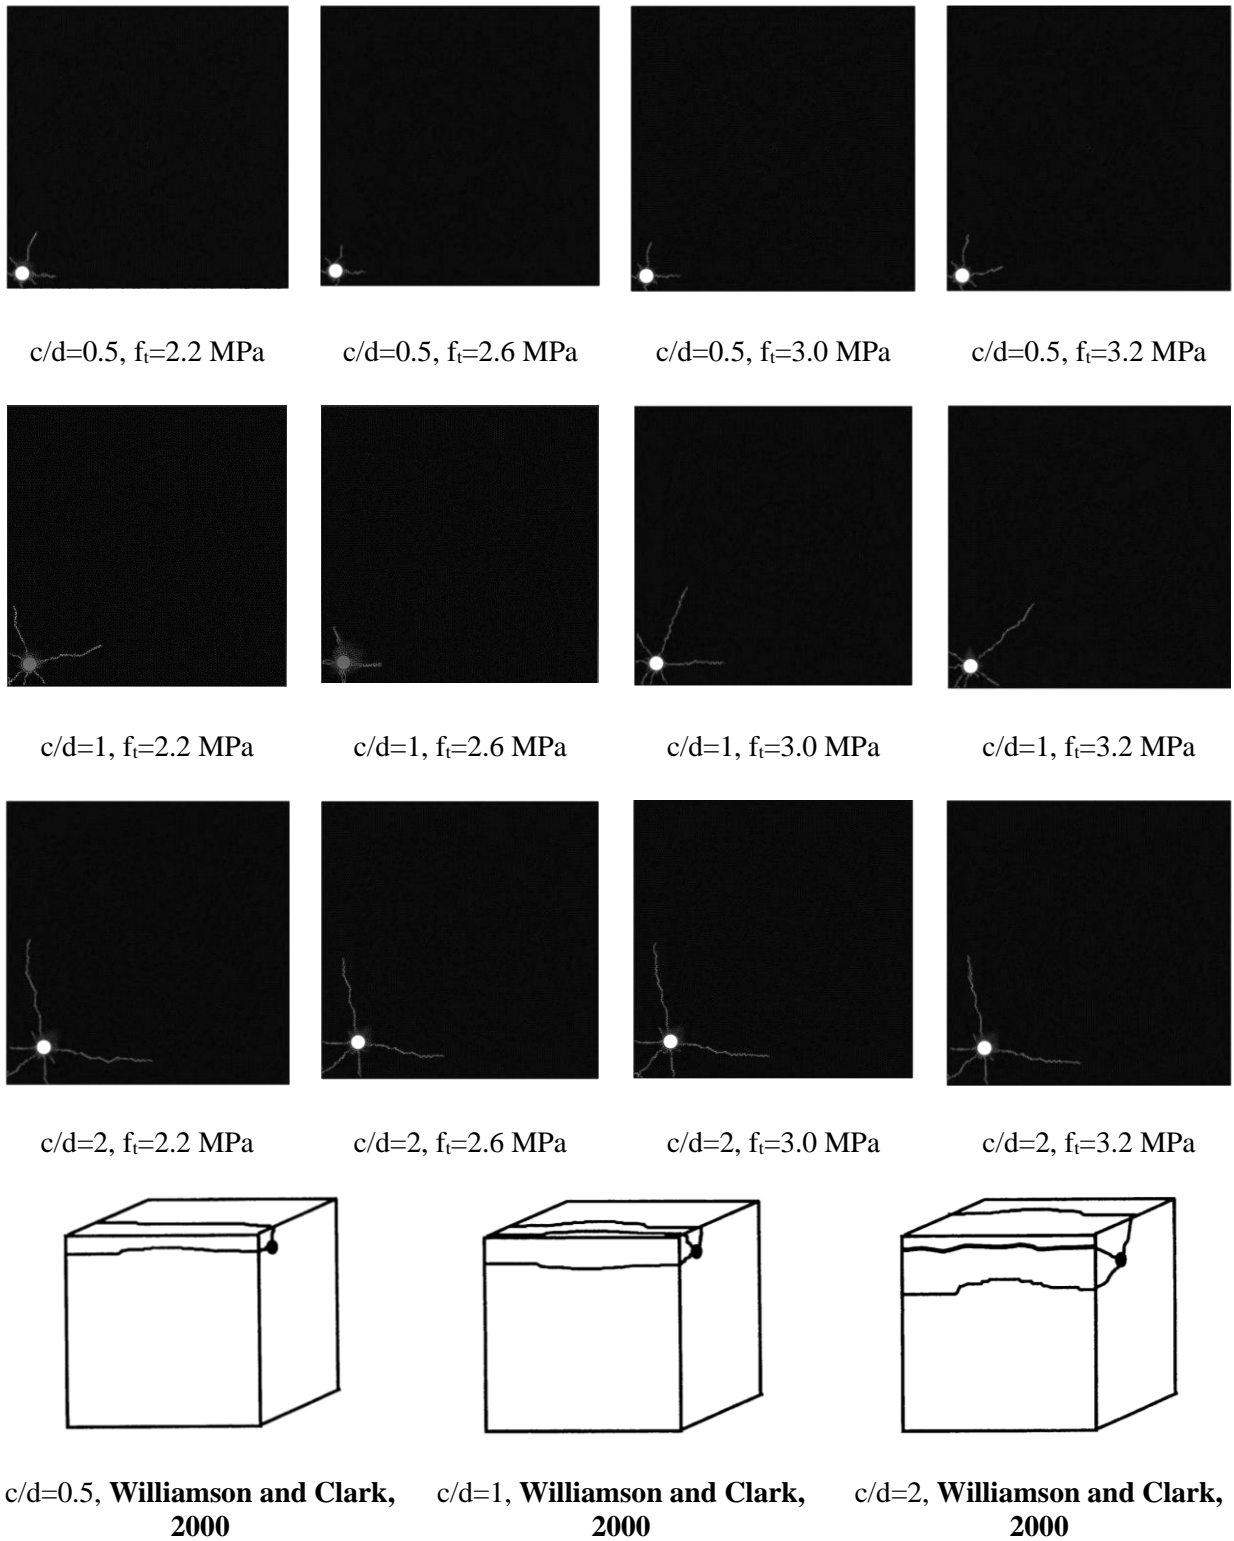 c/d=0.5, fₜ=2.2 MPa c/d=0.5, fₜ=2.6 MPa c/d=0.5, fₜ=3.0 MPa c/d=0.5, fₜ=3.2 MPa
c/d=1, fₜ=2.2 MPa c/d=1, fₜ=2.6 MPa c/d=1, fₜ=3.0 MPa c/d=1, fₜ=3.2 MPa
c/d=2, fₜ=2.2 MPa c/d=2, fₜ=2.6 MPa c/d=2, fₜ=3.0 MPa c/d=2, fₜ=3.2 MPa
c/d=0.5, Williamson and Clark,
2000
c/d=1, Williamson and Clark,
2000
c/d=2, Williamson and Clark,
2000